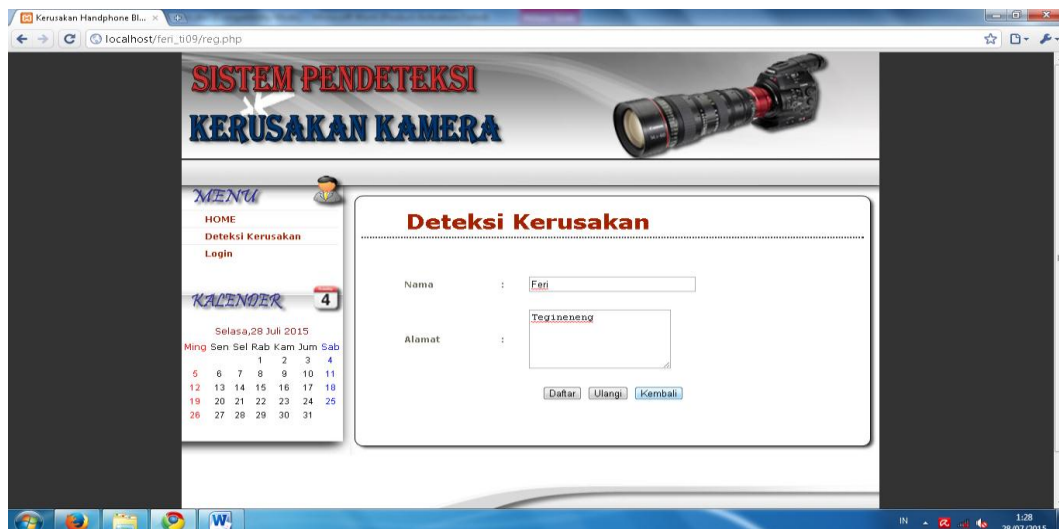 Kerusakan Handphone Bl...
localhost/feri_ti09/reg.php
SISTEM PENDETEKSI
KERUSAKAN KAMERA
MENU
HOME
Deteksi Kerusakan
Login
KALENDER
4
Selasa,28 Juli 2015
Ming Sen Sel Rab Kam Jum Sab
1 2 3 4
5 6 7 8 9 10 11
12 13 14 15 16 17 18
19 20 21 22 23 24 25
26 27 28 29 30 31
Deteksi Kerusakan
Nama : Feri
Alamat : Tegineneng
Daftar Ulangi Kembali
IN
1:28
28/07/2015